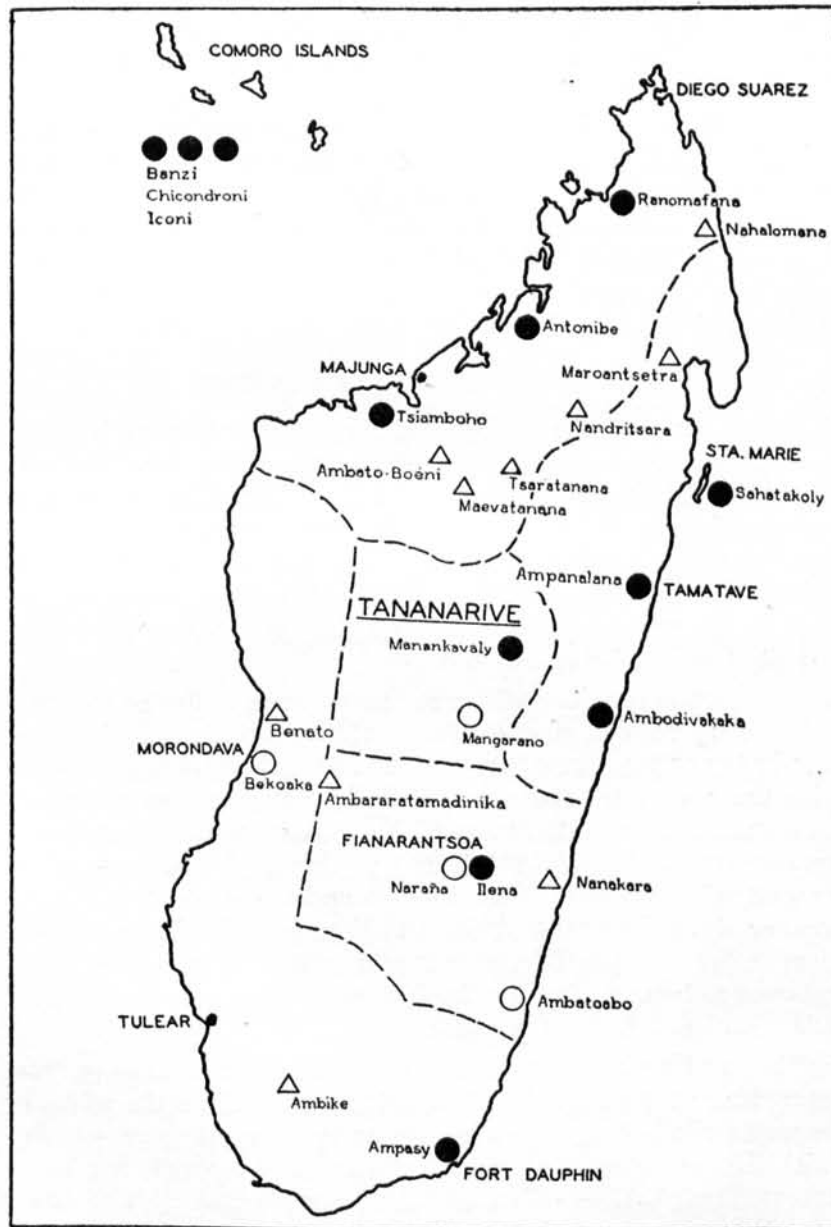 COMORO ISLANDS
DIEGO SUAREZ
Banzi
Chicondroni
Iconi
Ranomafana
Nahalomana
Antonibe
MAJUNGA
Maroantsetra
Tsiamboho
Nandritsara
STA. MARIE
Ambato-Boéni
Tsaratanana
Maevatanana
Sahatakoly
Ampanalana
TAMATAVE
TANANARIVE
Manankavaly
Benato
Mangarano
Ambodivakaka
MORONDAVA
Bekoaka
Ambararatamadinika
FIANARANTSOA
Naraña
Ilena
Nanakara
Ambatoabo
TULEAR
Ambike
Ampasy
FORT DAUPHIN